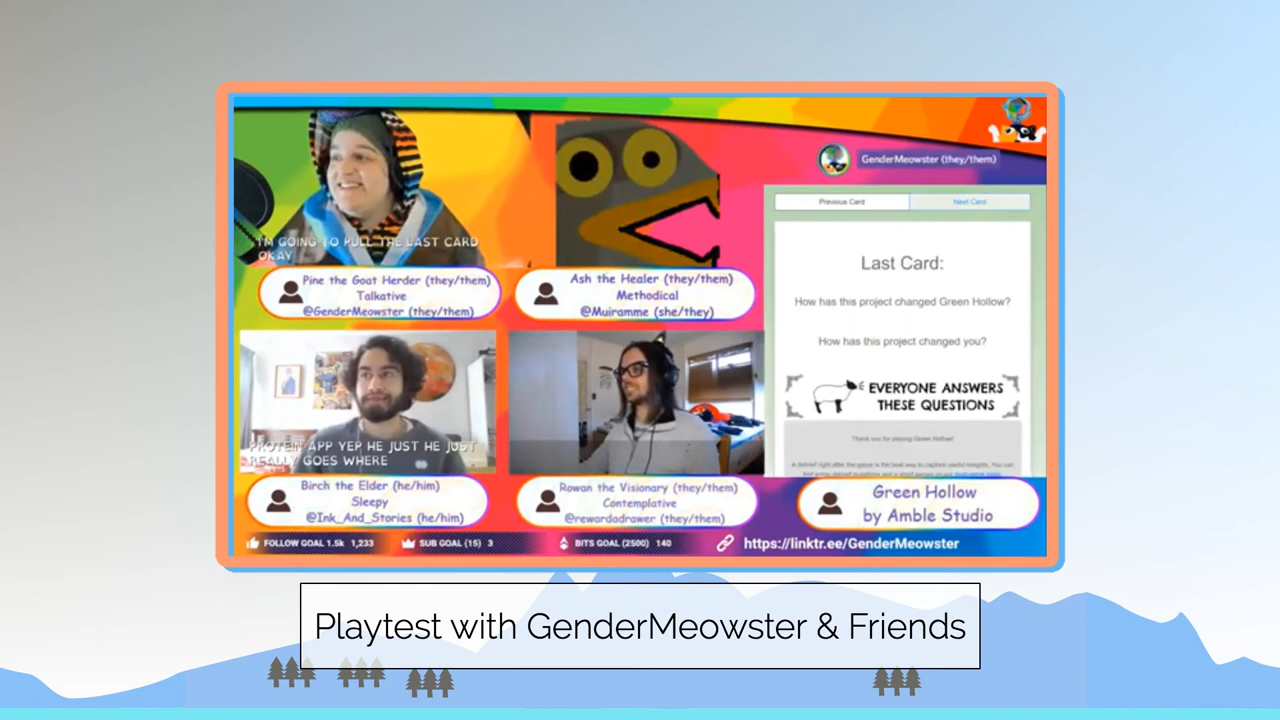 GenderMeowster (they/them)
I'M GOING TO PULL THE LAST CARD
OKAY
Pine the Goat Herder (they/them)
Talkative
@GenderMeowster (they/them)
Ash the Healer (they/them)
Methodical
@Muiramme (she/they)
Previous Card
Next Card
Last Card:
How has this project changed Green Hollow?
How has this project changed you?
EVERYONE ANSWERS
THESE QUESTIONS
Thank you for playing Green Hollow!
PROTEIN APP YEP HE JUST HE JUST
REALLY GOES WHERE
Birch the Elder (he/him)
Sleepy
@Ink_And_Stories (he/him)
Rowan the Visionary (they/them)
Contemplative
@rewardadrawer (they/them)
Green Hollow
by Amble Studio
FOLLOW GOAL 1.5k 1,233
SUB GOAL (15) 3
BITS GOAL (2500) 140
https://linktr.ee/GenderMeowster
Playtest with GenderMeowster & Friends